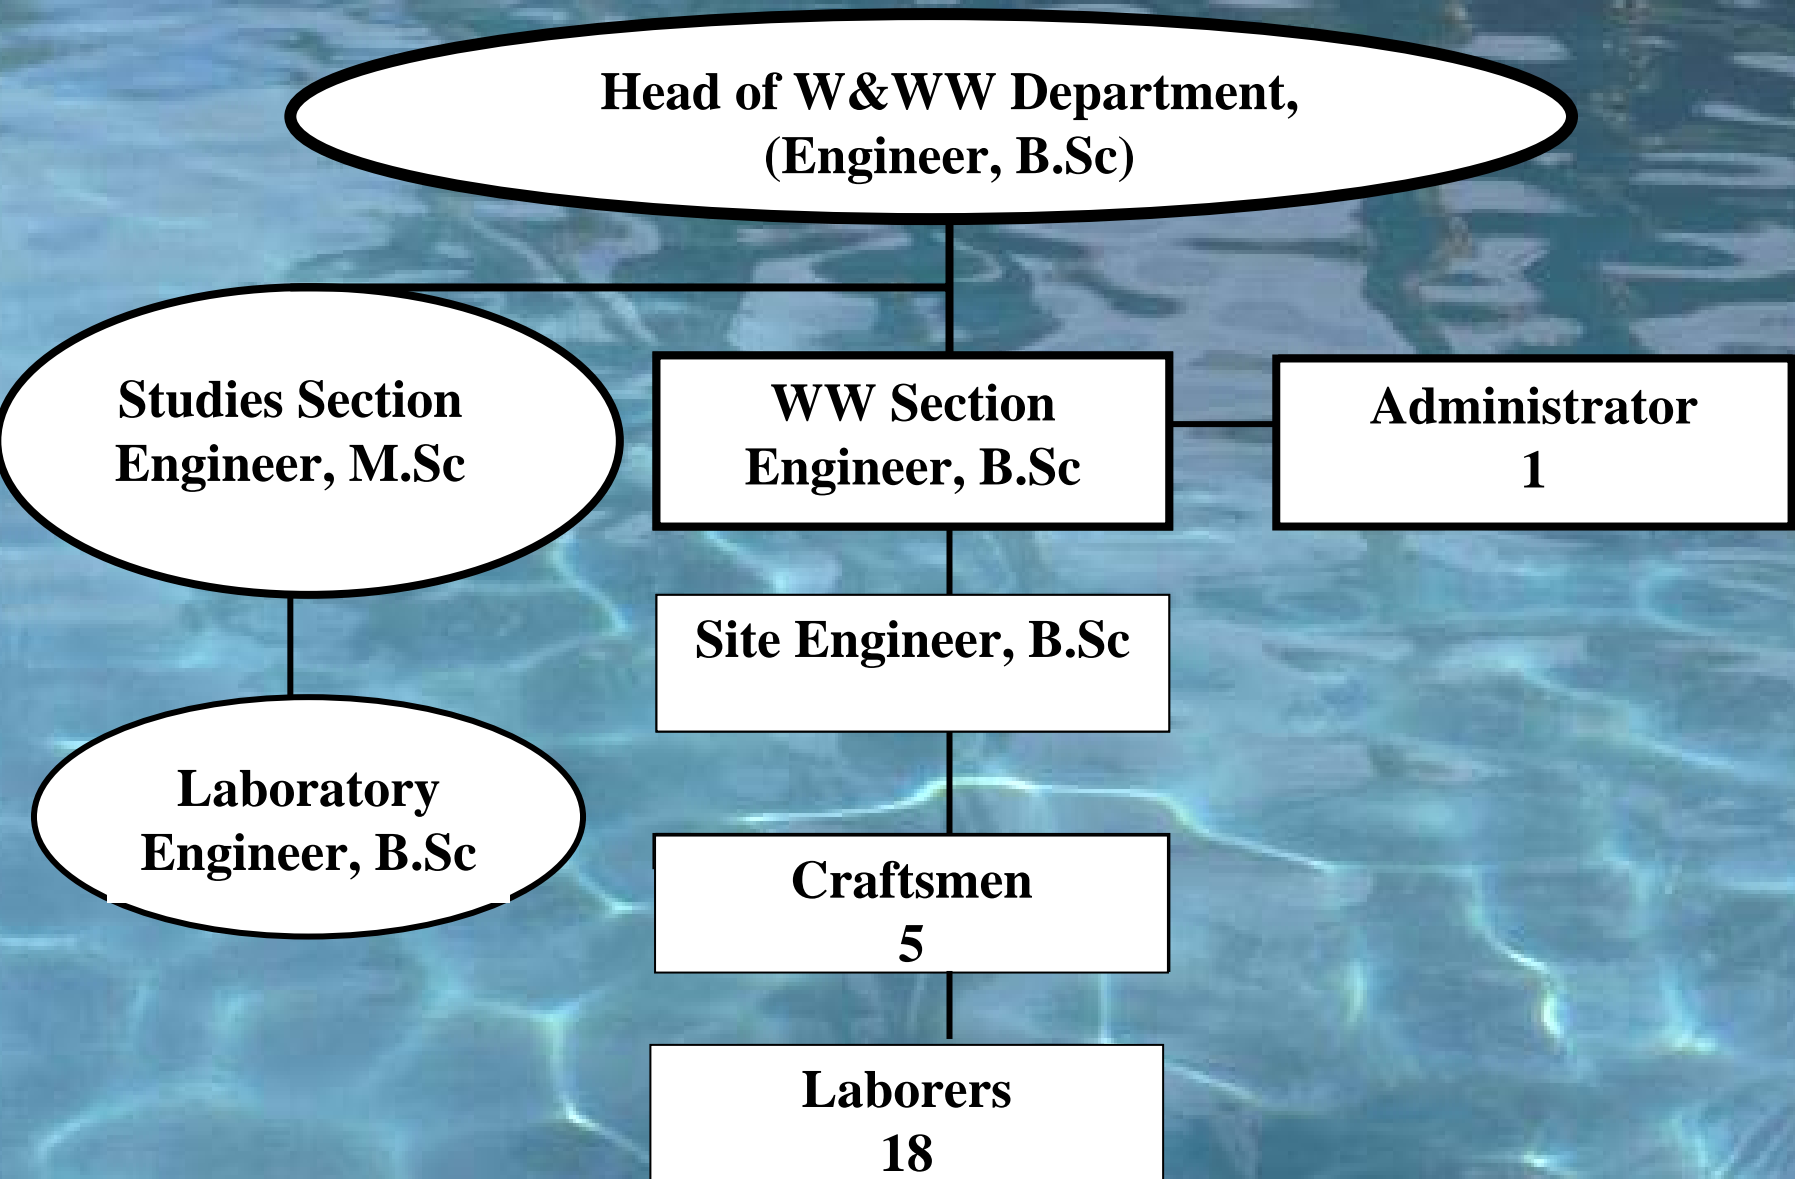 Head of W&WW Department,
(Engineer, B.Sc)
Studies Section
Engineer, M.Sc
WW Section
Engineer, B.Sc
Administrator
1
Site Engineer, B.Sc
Laboratory
Engineer, B.Sc
Craftsmen
5
Laborers
18